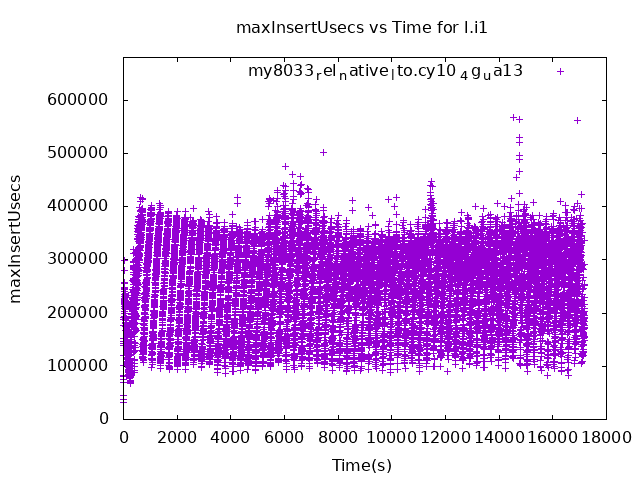 maxInsertUsecs vs Time for I.i1
my8033relnativelto.cy104gua13
600000
500000
400000
300000
200000
100000
0
maxInsertUsecs
0 2000 4000 6000 8000 10000 12000 14000 16000 18000
Time(s)